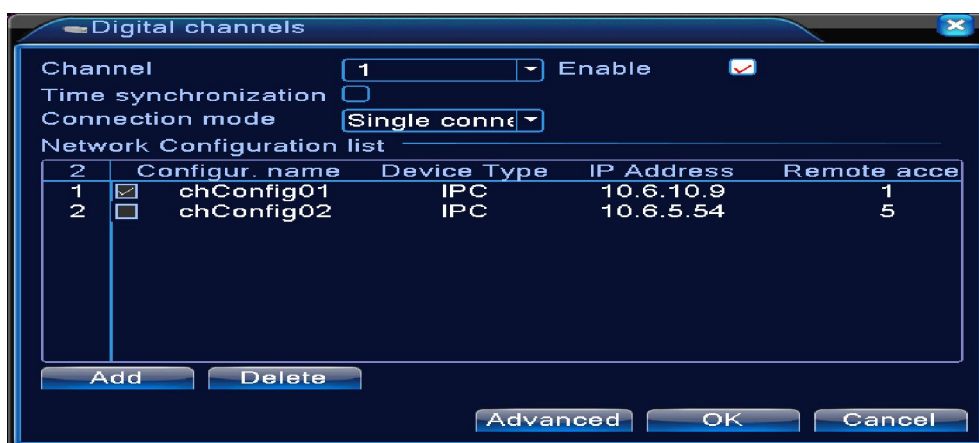 Digital channels
Channel 1 Enable
Time synchronization
Connection mode Single conne
Network Configuration list
2 Configur. name Device Type IP Address Remote acce
1 chConfig01 IPC 10.6.10.9 1
2 chConfig02 IPC 10.6.5.54 5
Add Delete
Advanced OK Cancel